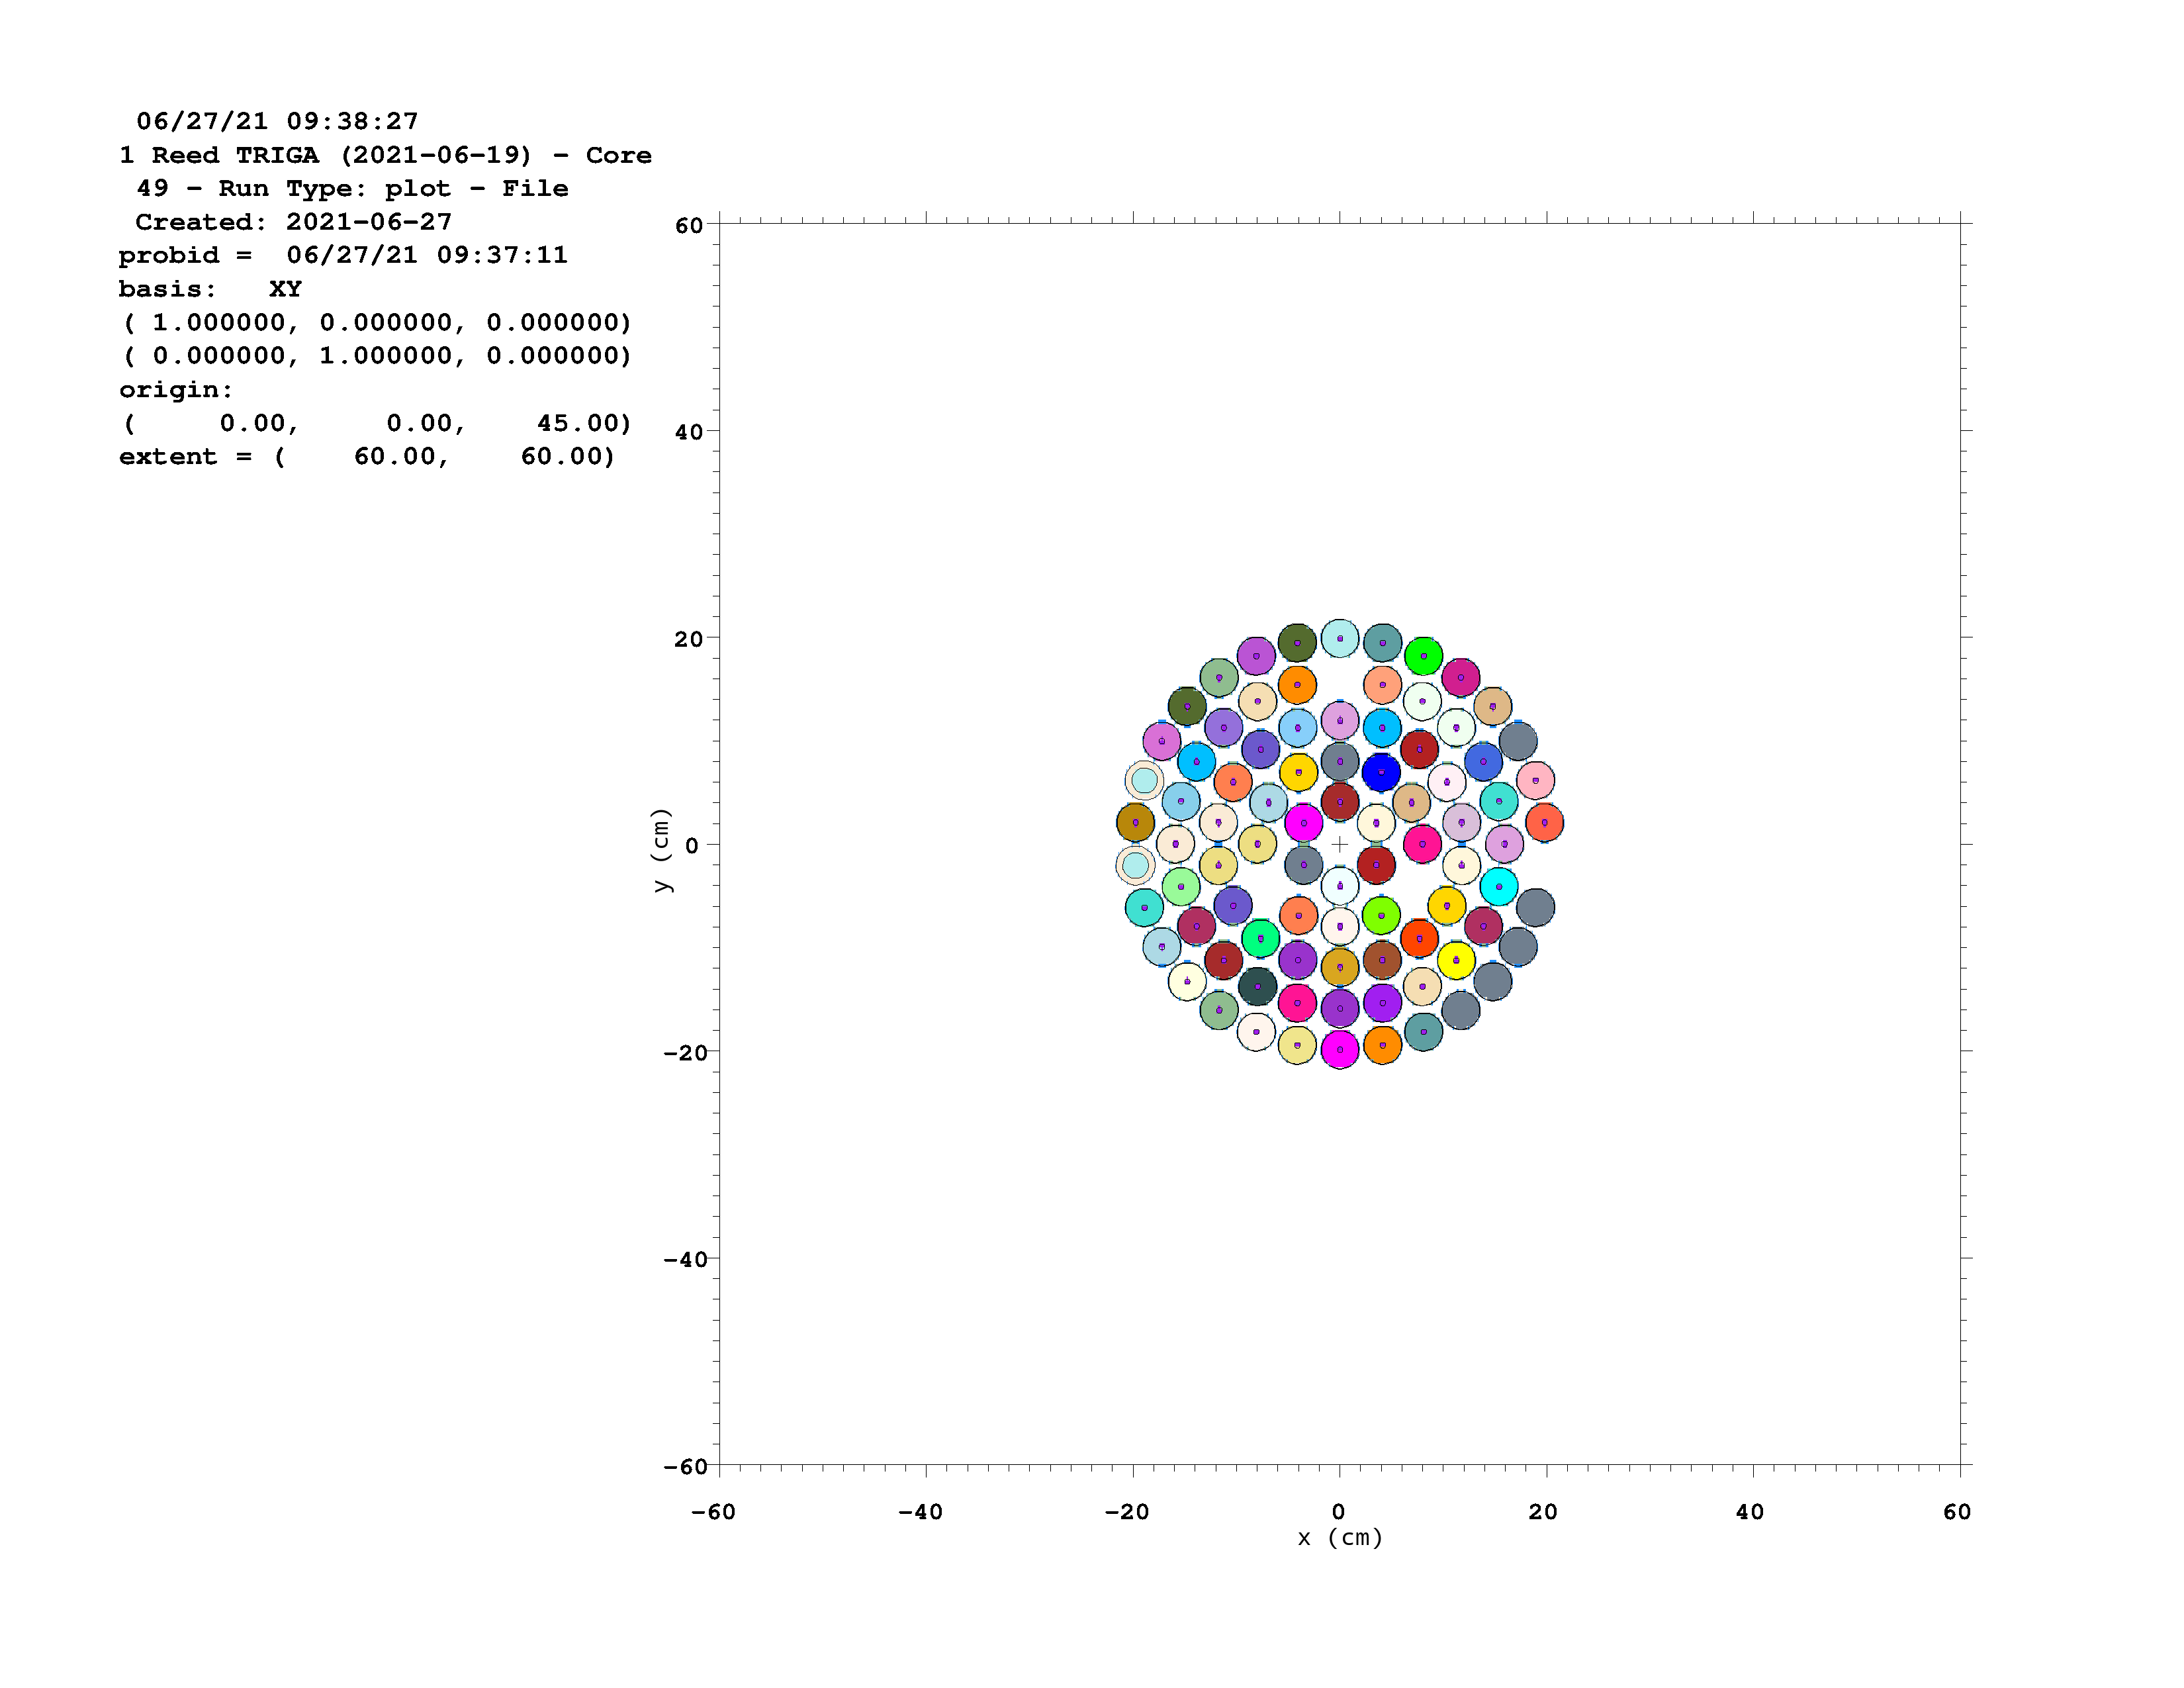 06/27/21 09:38:27
1 Reed TRIGA (2021-06-19) - Core
49 - Run Type: plot - File
Created: 2021-06-27
probid = 06/27/21 09:37:11
basis: XY
( 1.000000, 0.000000, 0.000000)
( 0.000000, 1.000000, 0.000000)
origin:
( 0.00, 0.00, 45.00)
extent = ( 60.00, 60.00)
60
40
20
0
-20
-40
-60
y (cm)
-60 -40 -20 0 20 40 60
x (cm)